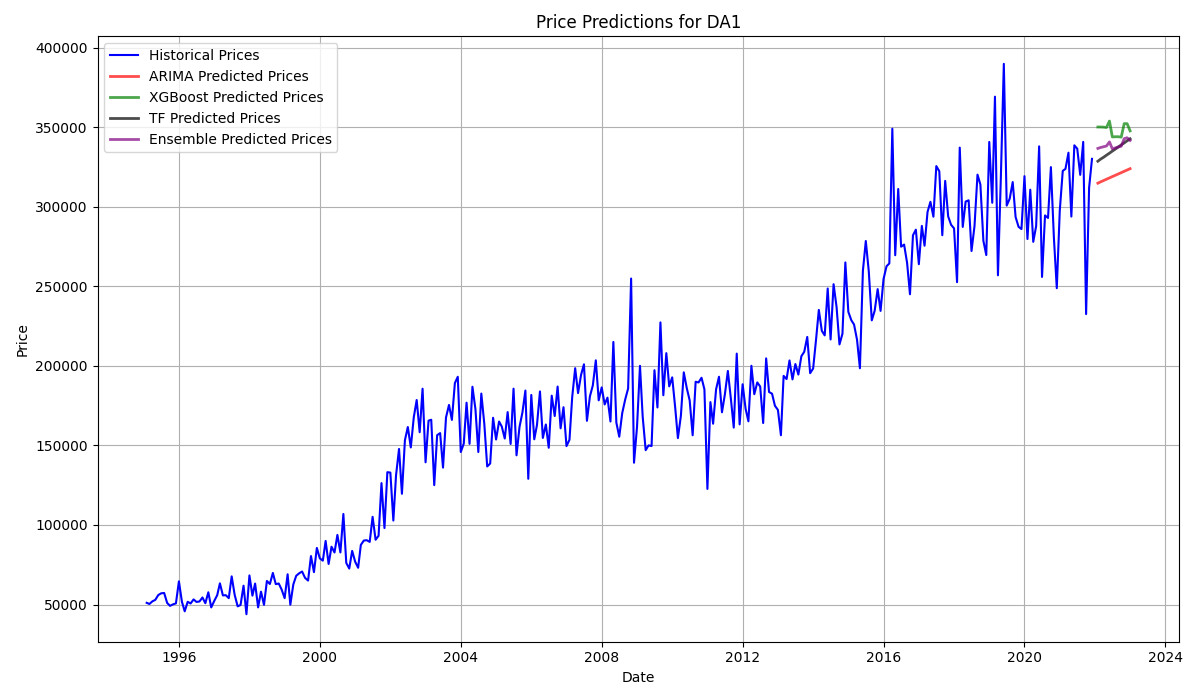 Price Predictions for DA1
Historical Prices
ARIMA Predicted Prices
XGBoost Predicted Prices
TF Predicted Prices
Ensemble Predicted Prices
400000
350000
300000
250000
200000
150000
100000
50000
Price
1996 2000 2004 2008 2012 2016 2020 2024
Date